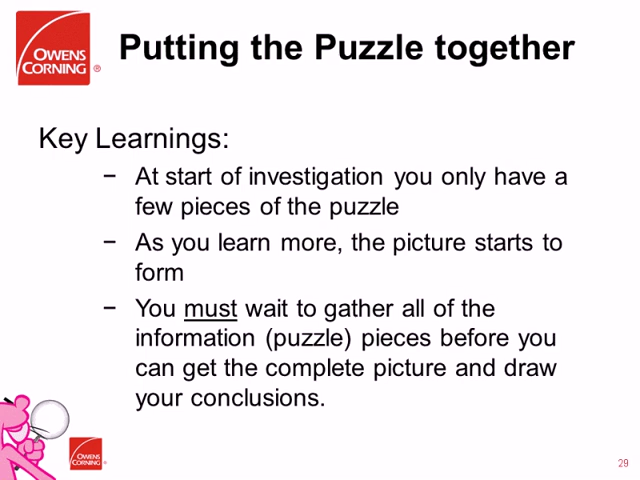 OWENS
CORNING®
Putting the Puzzle together
Key Learnings:
− At start of investigation you only have a
few pieces of the puzzle
− As you learn more, the picture starts to
form
− You must wait to gather all of the
information (puzzle) pieces before you
can get the complete picture and draw
your conclusions.
OWENS
CORNING®
29